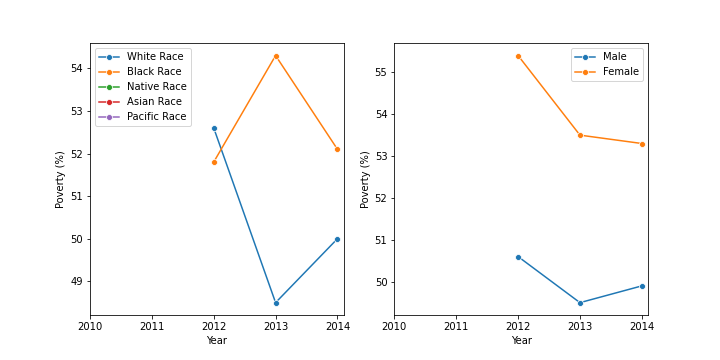 White Race
Black Race
Native Race
Asian Race
Pacific Race
54
53
52
51
50
49
Poverty (%)
2010 2011 2012 2013 2014
Year
Male
Female
55
54
53
52
51
50
Poverty (%)
2010 2011 2012 2013 2014
Year